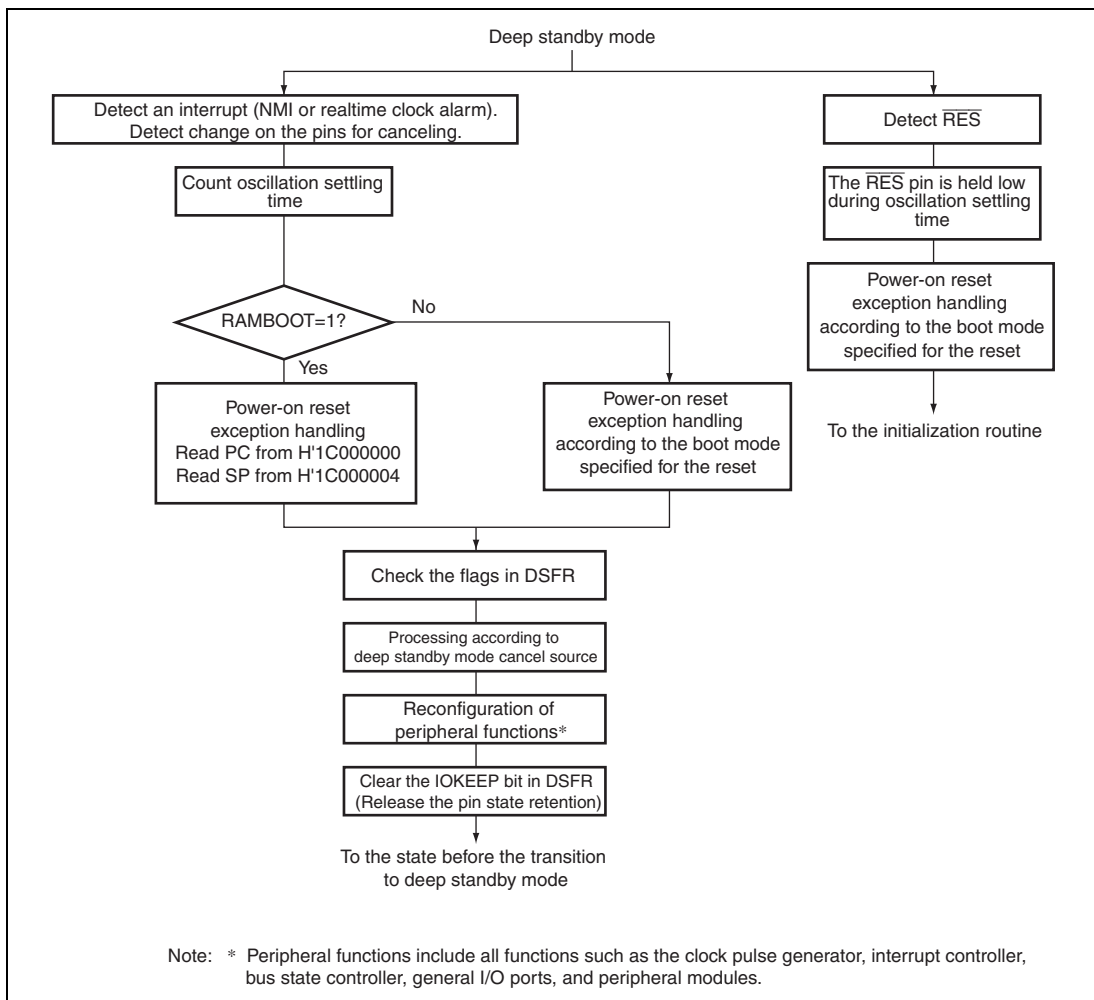 Deep standby mode
Detect an interrupt (NMI or realtime clock alarm).
Detect change on the pins for canceling.
Count oscillation settling
time
RAMBOOT=1?
No
Yes
Power-on reset
exception handling
Read PC from H'1C000000
Read SP from H'1C000004
Power-on reset
exception handling
according to the boot mode
specified for the reset
Detect R̅E̅S̅
The R̅E̅S̅ pin is held low
during oscillation settling
time
Power-on reset
exception handling
according to the boot mode
specified for the reset
To the initialization routine
Check the flags in DSFR
Processing according to
deep standby mode cancel source
Reconfiguration of
peripheral functions*
Clear the IOKEEP bit in DSFR
(Release the pin state retention)
To the state before the transition
to deep standby mode
Note: * Peripheral functions include all functions such as the clock pulse generator, interrupt controller,
bus state controller, general I/O ports, and peripheral modules.